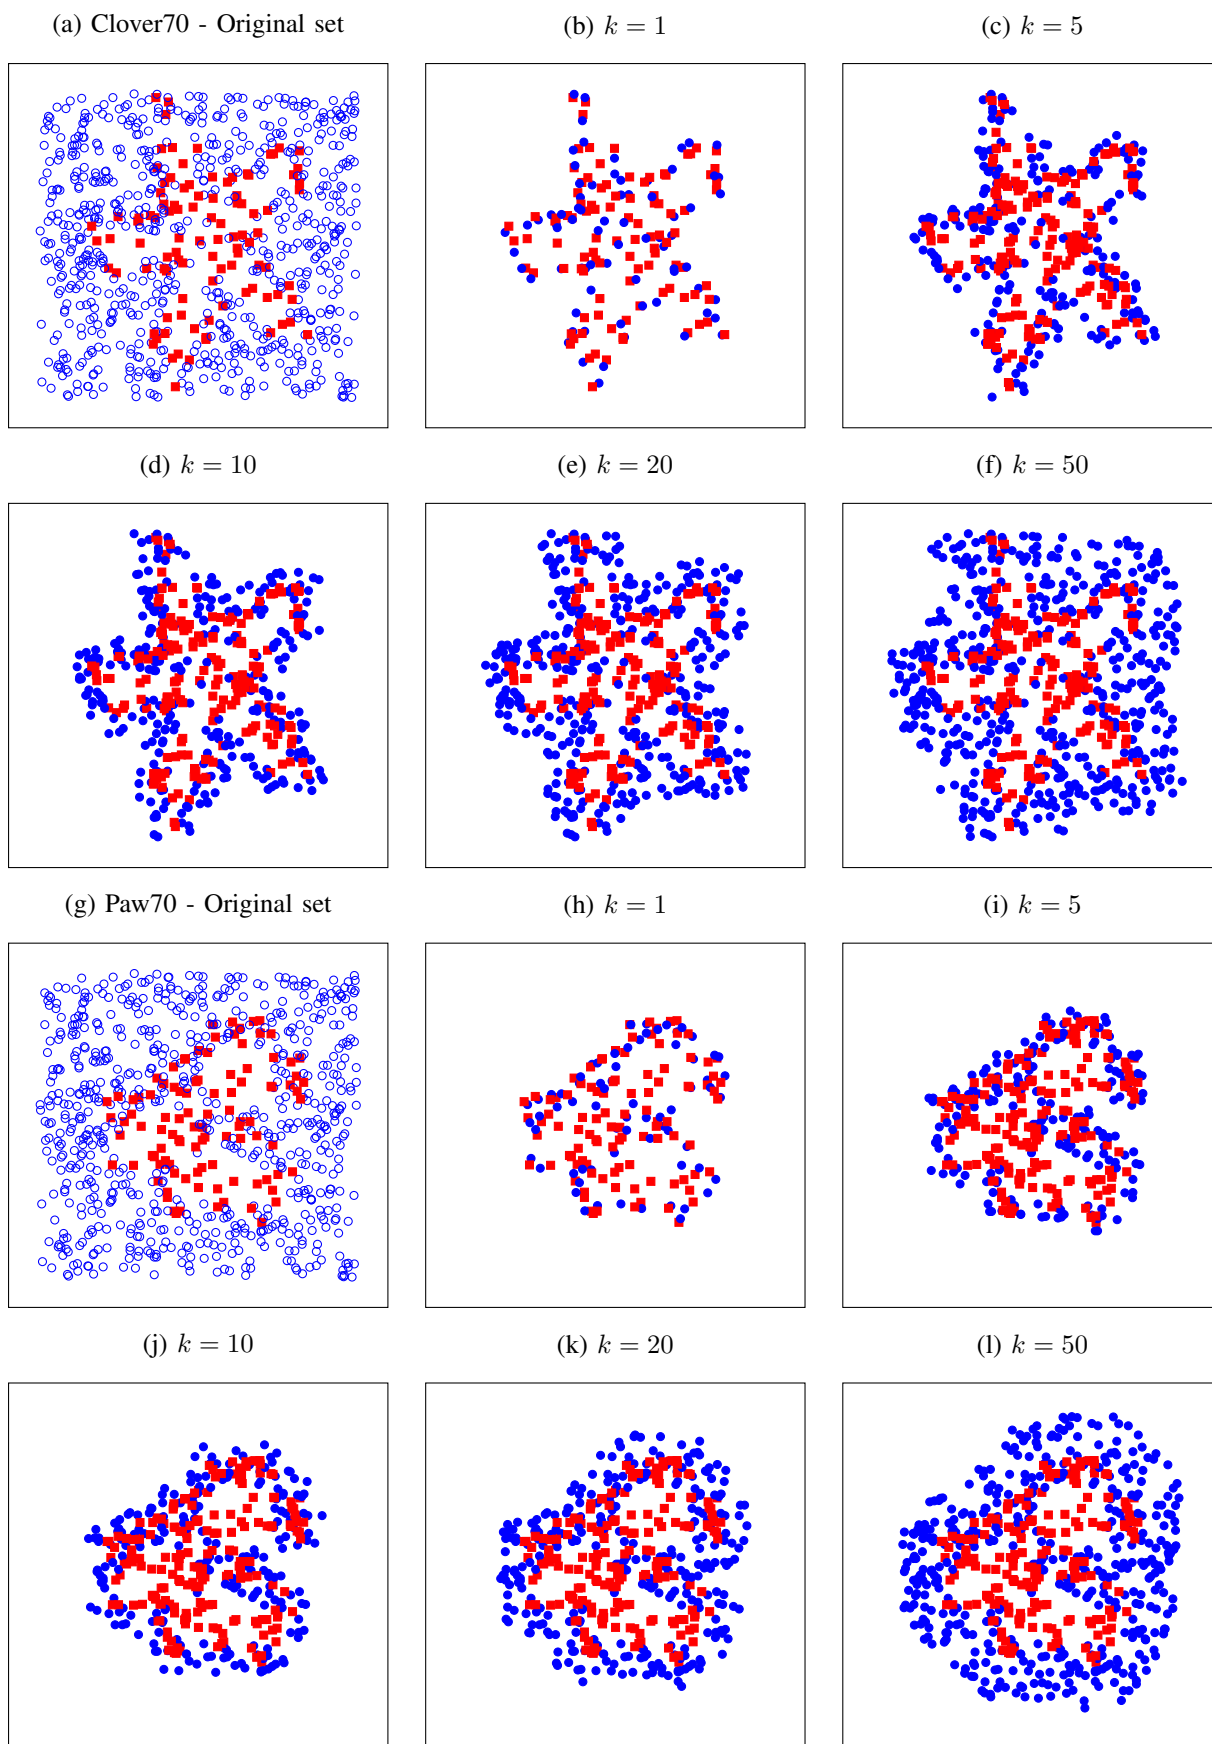 (a) Clover70 - Original set
(b) k = 1
(c) k = 5
(d) k = 10
(e) k = 20
(f) k = 50
(g) Paw70 - Original set
(h) k = 1
(i) k = 5
(j) k = 10
(k) k = 20
(l) k = 50